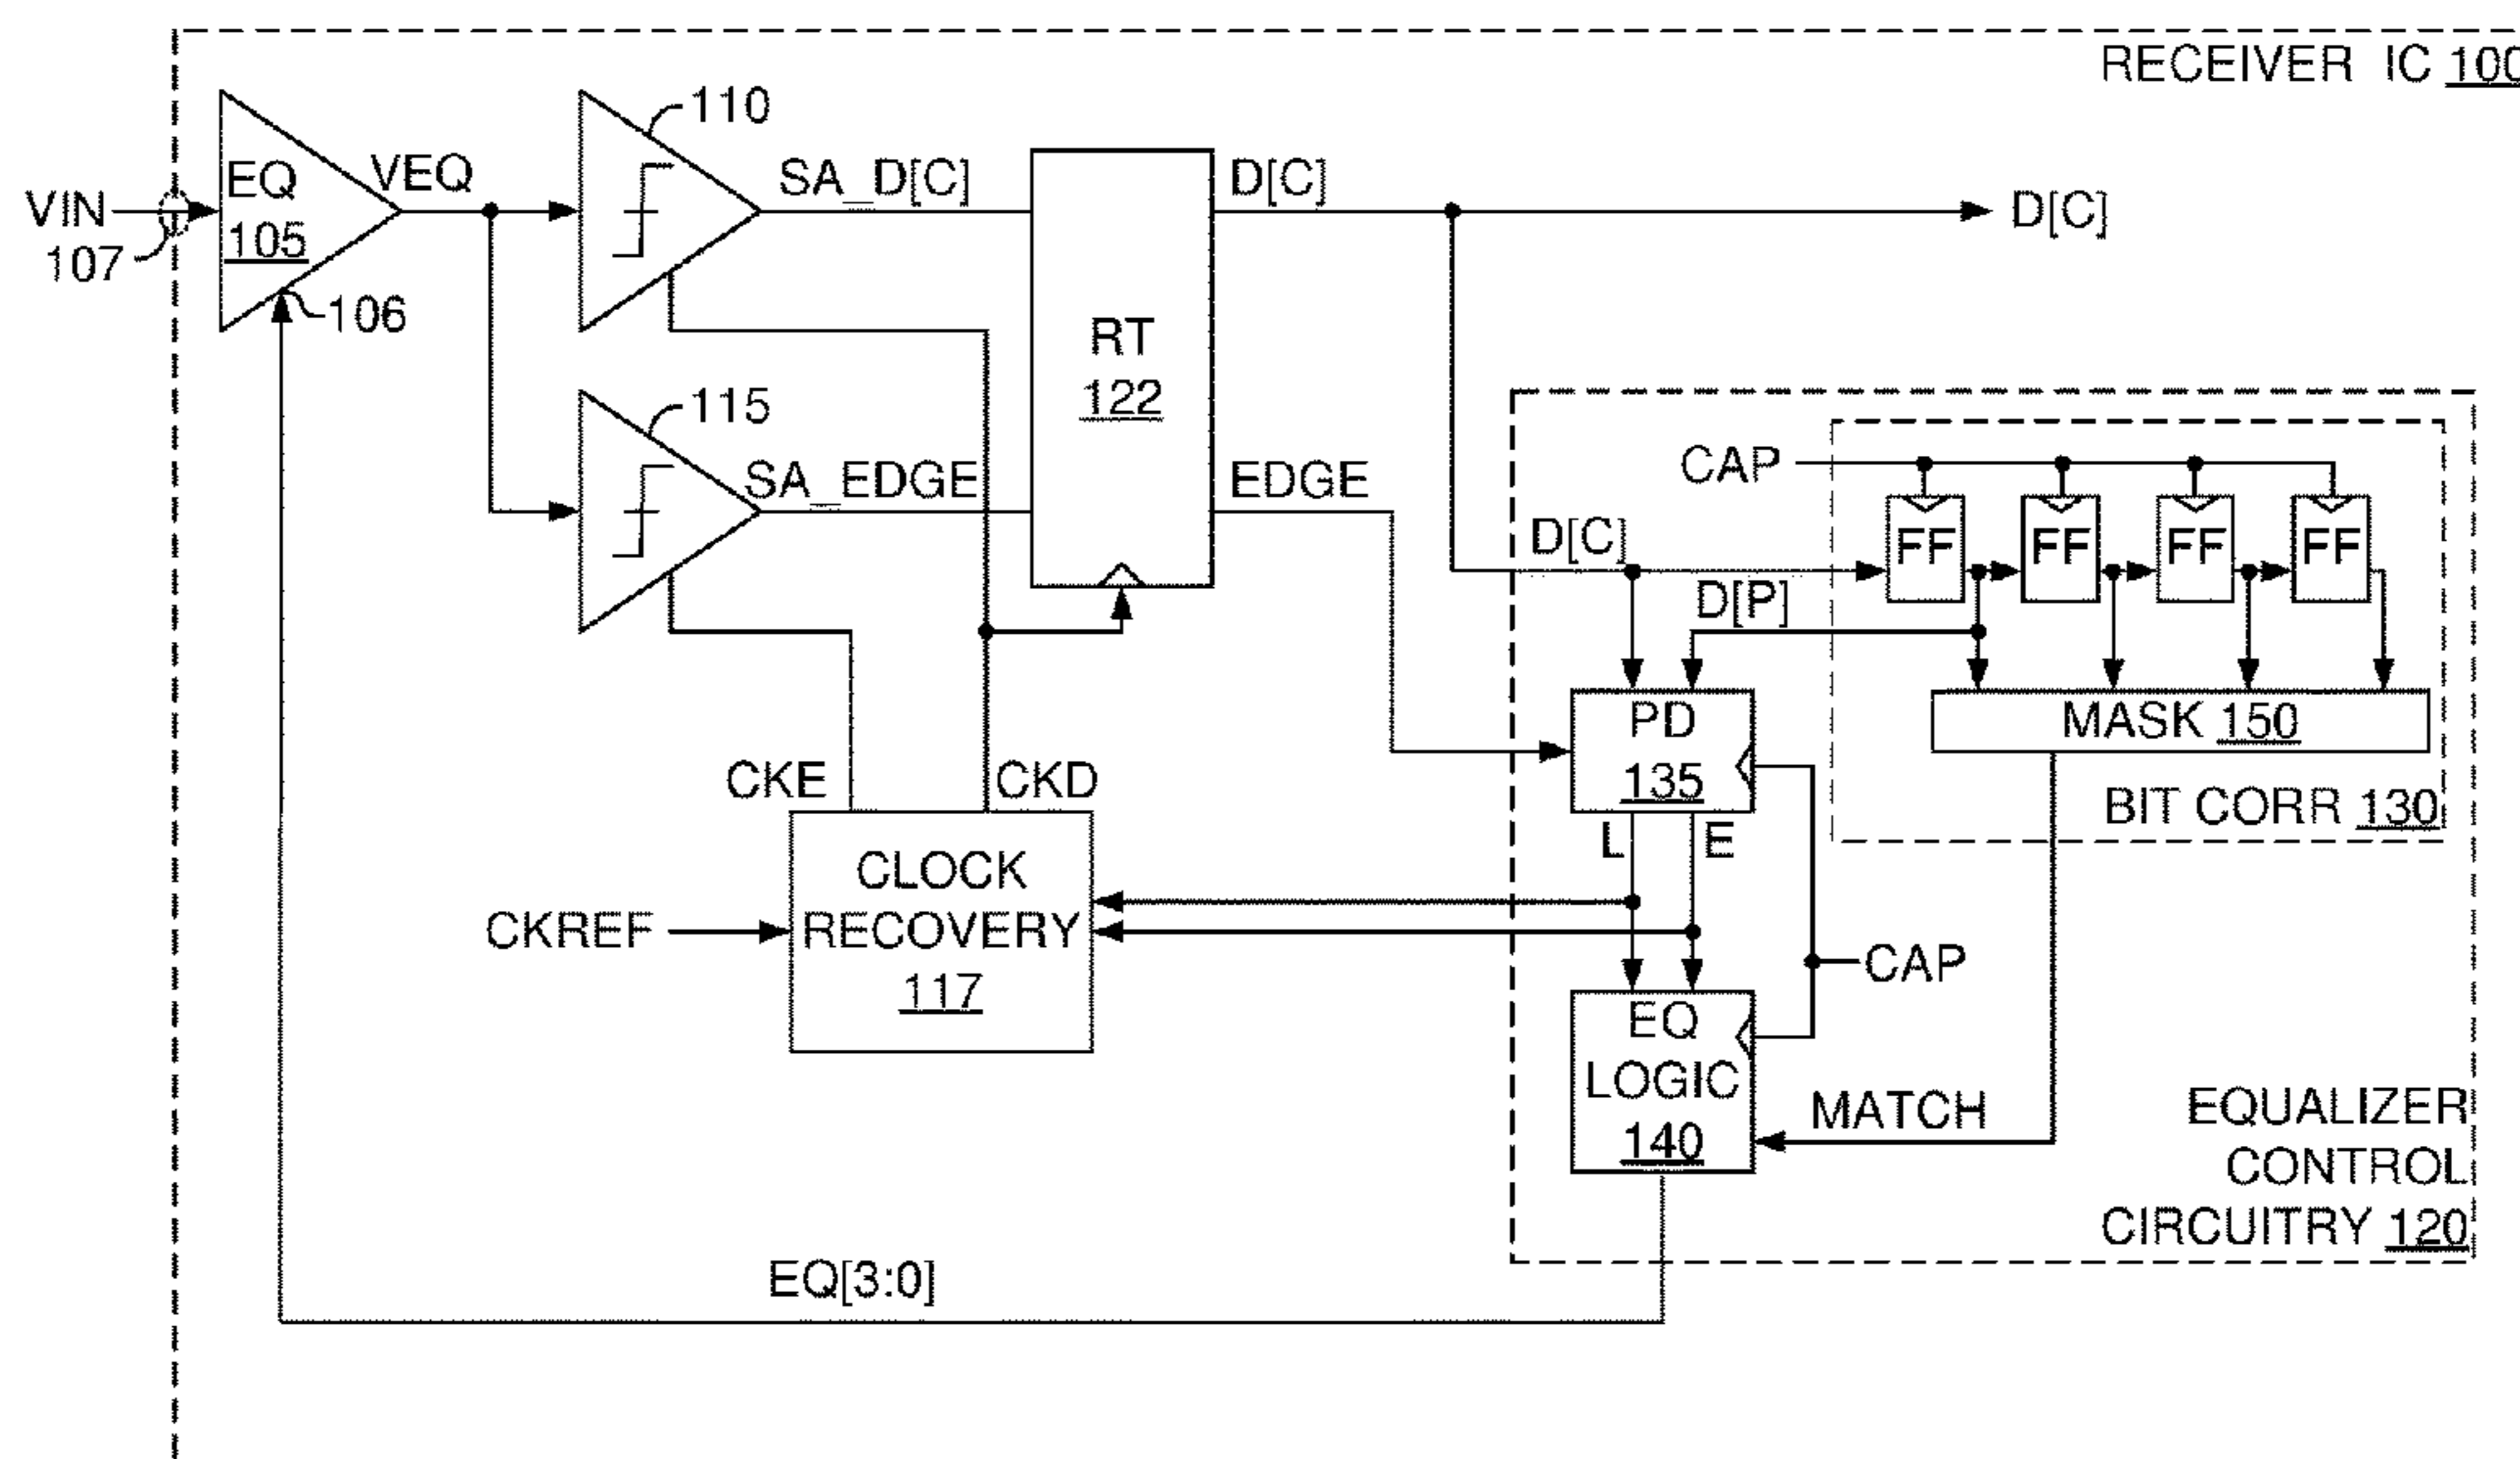 RECEIVER IC 100
110
EQ
105
VEQ
SA_D[C]
D[C]
D[C]
VIN
107
106
RT
122
115
SA_EDGE
EDGE
CAP
FF
FF
FF
FF
D[C]
D[P]
PD
135
MASK 150
BIT CORR 130
CKE
CKD
L
E
CLOCK
RECOVERY
117
CKREF
CAP
EQ
LOGIC
140
MATCH
EQUALIZER
CONTROL
CIRCUITRY 120
EQ[3:0]